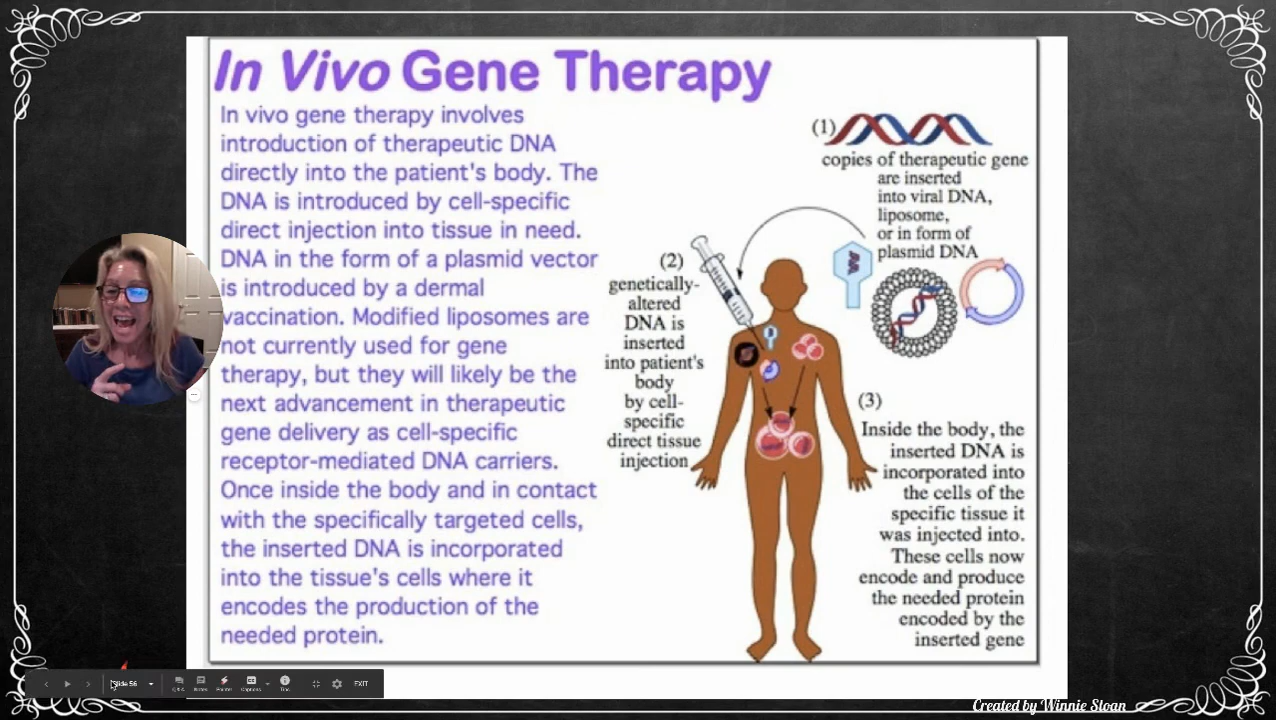 In Vivo Gene Therapy
In vivo gene therapy involves
introduction of therapeutic DNA
directly into the patient's body. The
DNA is introduced by cell-specific
direct injection into tissue in need.
DNA in the form of a plasmid vector
is introduced by a dermal
vaccination. Modified liposomes are
not currently used for gene
therapy, but they will likely be the
next advancement in therapeutic
gene delivery as cell-specific
receptor-mediated DNA carriers.
Once inside the body and in contact
with the specifically targeted cells,
the inserted DNA is incorporated
into the tissue's cells where it
encodes the production of the
needed protein.
(1)
copies of therapeutic gene
are inserted
into viral DNA,
liposome,
or in form of
plasmid DNA
(2)
genetically-
altered
DNA is
inserted
into patient's
body
by cell-
specific
direct tissue
injection
(3)
Inside the body, the
inserted DNA is
incorporated into
the cells of the
specific tissue it
was injected into.
These cells now
encode and produce
the needed protein
encoded by the
inserted gene
Slide 56
Q&A
Notes
Pointer
Captions
Tips
EXIT
Created by Winnie Sloan